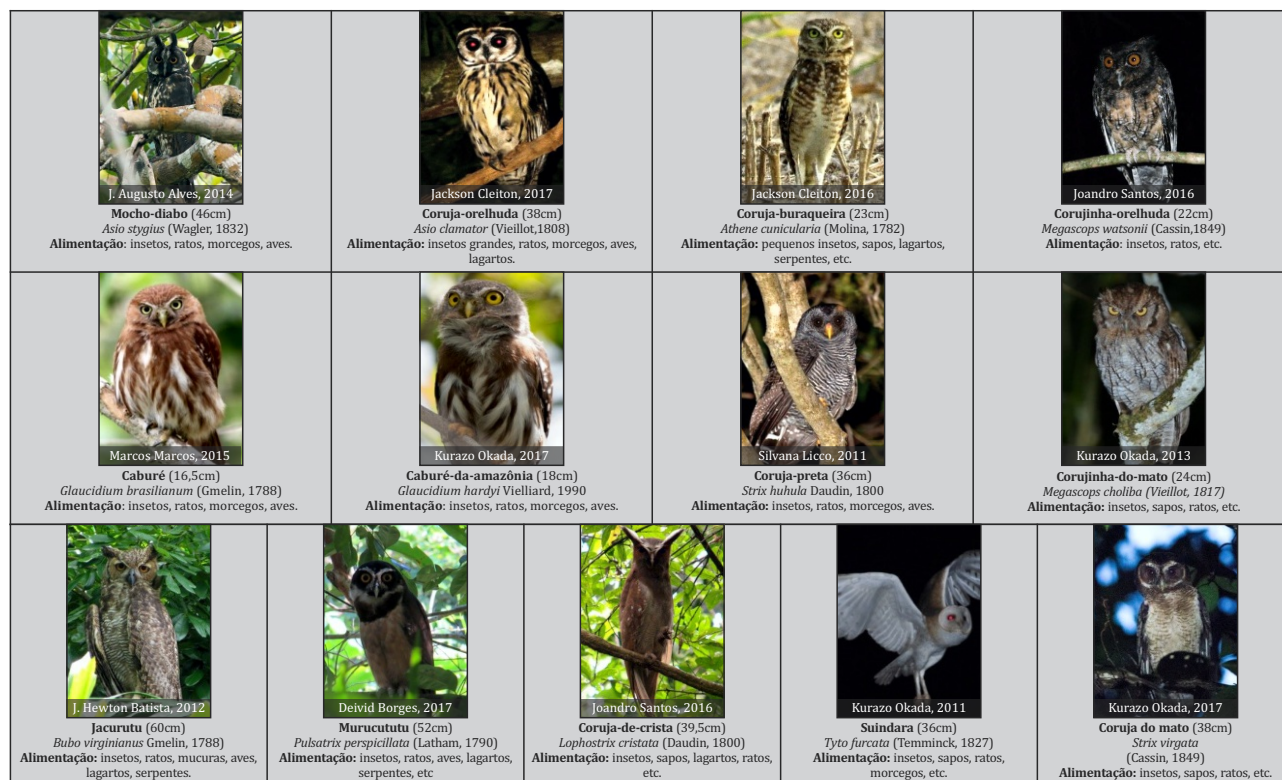 J. Augusto Alves, 2014
Mocho-diabo (46cm)
Asio stygius (Wagler, 1832)
Alimentação: insetos, ratos, morcegos, aves.
Jackson Cleiton, 2017
Coruja-orelhuda (38cm)
Asio clamator (Vieillot,1808)
Alimentação: insetos grandes, ratos, morcegos, aves,
lagartos.
Jackson Cleiton, 2016
Coruja-buraqueira (23cm)
Athene cunicularia (Molina, 1782)
Alimentação: pequenos insetos, sapos, lagartos,
serpentes, etc.
Joandro Santos, 2016
Corujinha-orelhuda (22cm)
Megascops watsonii (Cassin,1849)
Alimentação: insetos, ratos, etc.
Marcos Marcos, 2015
Caburé (16,5cm)
Glaucidium brasilianum (Gmelin, 1788)
Alimentação: insetos, ratos, morcegos, aves.
Kurazo Okada, 2017
Caburé-da-amazônia (18cm)
Glaucidium hardyi Vielliard, 1990
Alimentação: insetos, ratos, morcegos, aves.
Silvana Licco, 2011
Coruja-preta (36cm)
Strix huhula Daudin, 1800
Alimentação: insetos, ratos, morcegos, aves.
Kurazo Okada, 2013
Corujinha-do-mato (24cm)
Megascops choliba (Vieillot, 1817)
Alimentação: insetos, sapos, ratos, etc.
J. Hewton Batista, 2012
Jacurutu (60cm)
Bubo virginianus Gmelin, 1788)
Alimentação: insetos, ratos, mucuras, aves,
lagartos, serpentes.
Deivid Borges, 2017
Murucututu (52cm)
Pulsatrix perspicillata (Latham, 1790)
Alimentação: insetos, ratos, aves, lagartos,
serpentes, etc
Joandro Santos, 2016
Coruja-de-crista (39,5cm)
Lophostrix cristata (Daudin, 1800)
Alimentação: insetos, sapos, lagartos, ratos,
etc.
Kurazo Okada, 2011
Suindara (36cm)
Tyto furcata (Temminck, 1827)
Alimentação: insetos, sapos, ratos,
morcegos, etc.
Kurazo Okada, 2017
Coruja do mato (38cm)
Strix virgata
(Cassin, 1849)
Alimentação: insetos, sapos, ratos, etc.